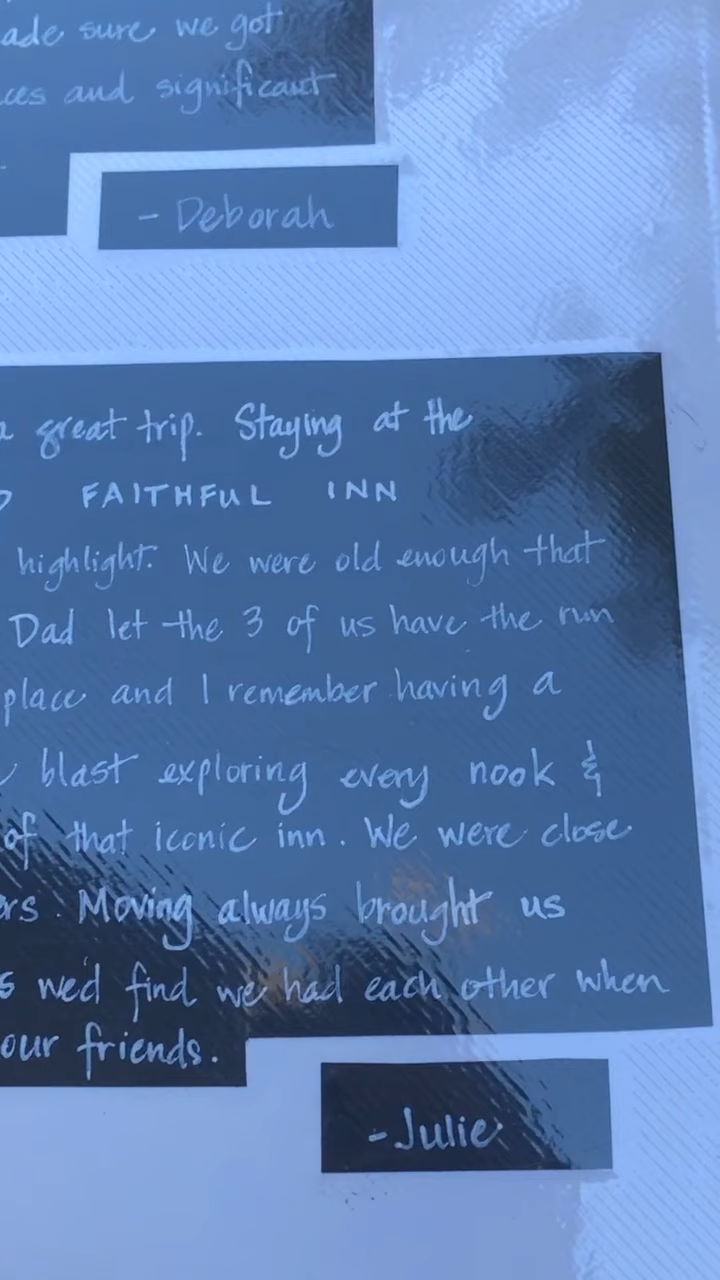 ade sure we got
ces and significant
- Deborah
a great trip. Staying at the
FAITHFUL INN
highlight. We were old enough that
Dad let the 3 of us have the run
place and I remember having a
blast exploring every nook &
of that iconic inn. We were close
ers. Moving always brought us
s we'd find we had each other when
our friends.
-Julie